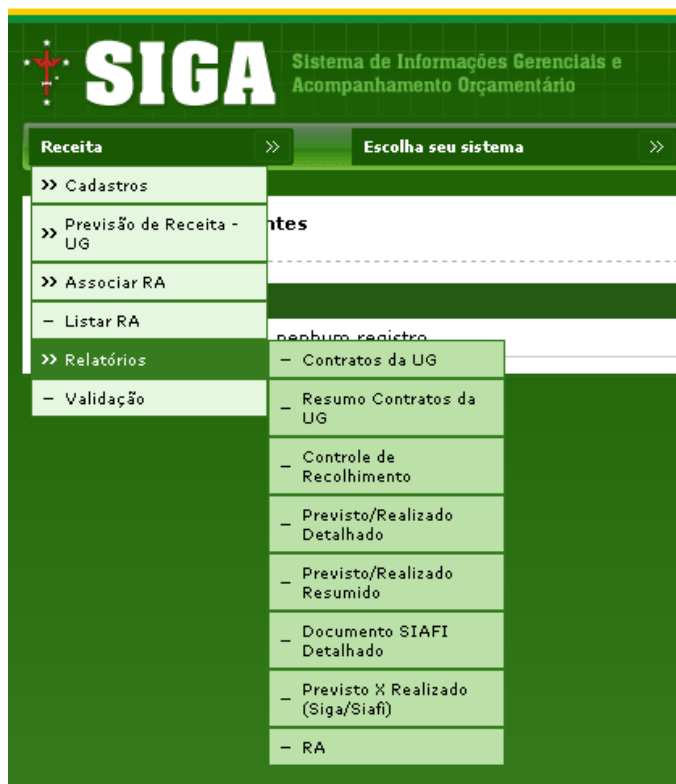 SIGA
Sistema de Informações Gerenciais e
Acompanhamento Orçamentário
Receita >>
Escolha seu sistema >>
>> Cadastros
>> Previsão de Receita -
UG
ntes
>> Associar RA
– Listar RA
nenhum registro
>> Relatórios
– Validação
– Contratos da UG
– Resumo Contratos da
UG
– Controle de
Recolhimento
– Previsto/Realizado
Detalhado
– Previsto/Realizado
Resumido
– Documento SIAFI
Detalhado
– Previsto X Realizado
(Siga/Siafi)
– RA